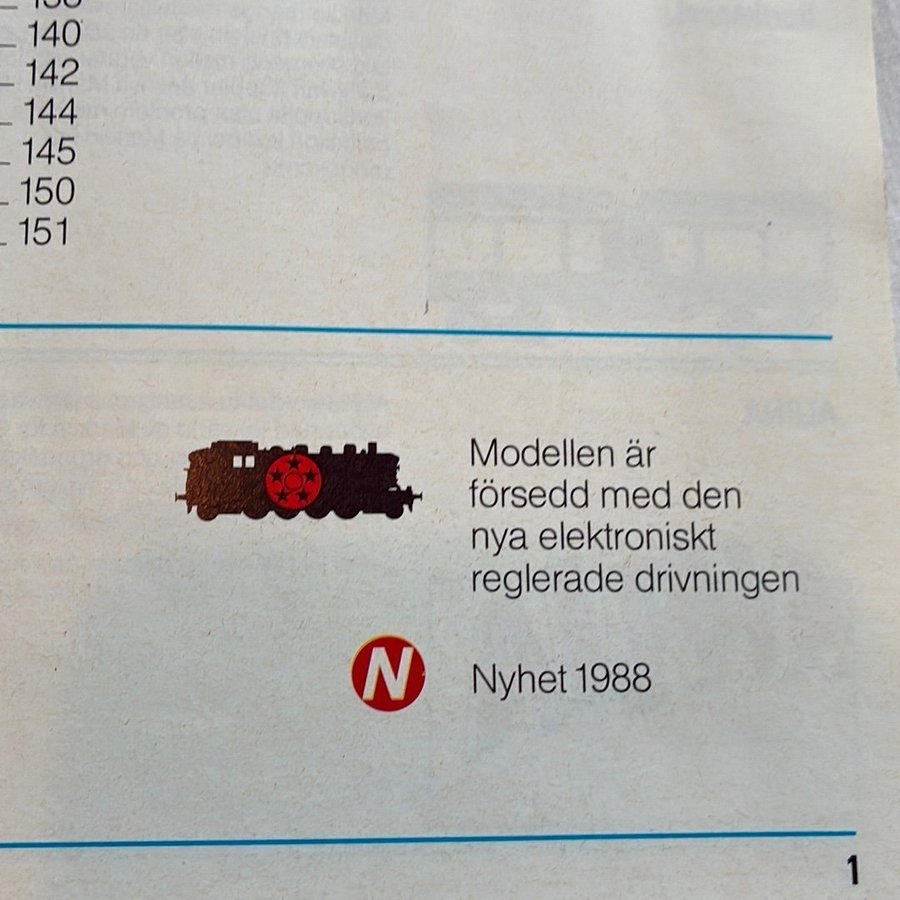 140
142
144
145
150
151
Modellen är
försedd med den
nya elektroniskt
reglerade drivningen
N Nyhet 1988
1